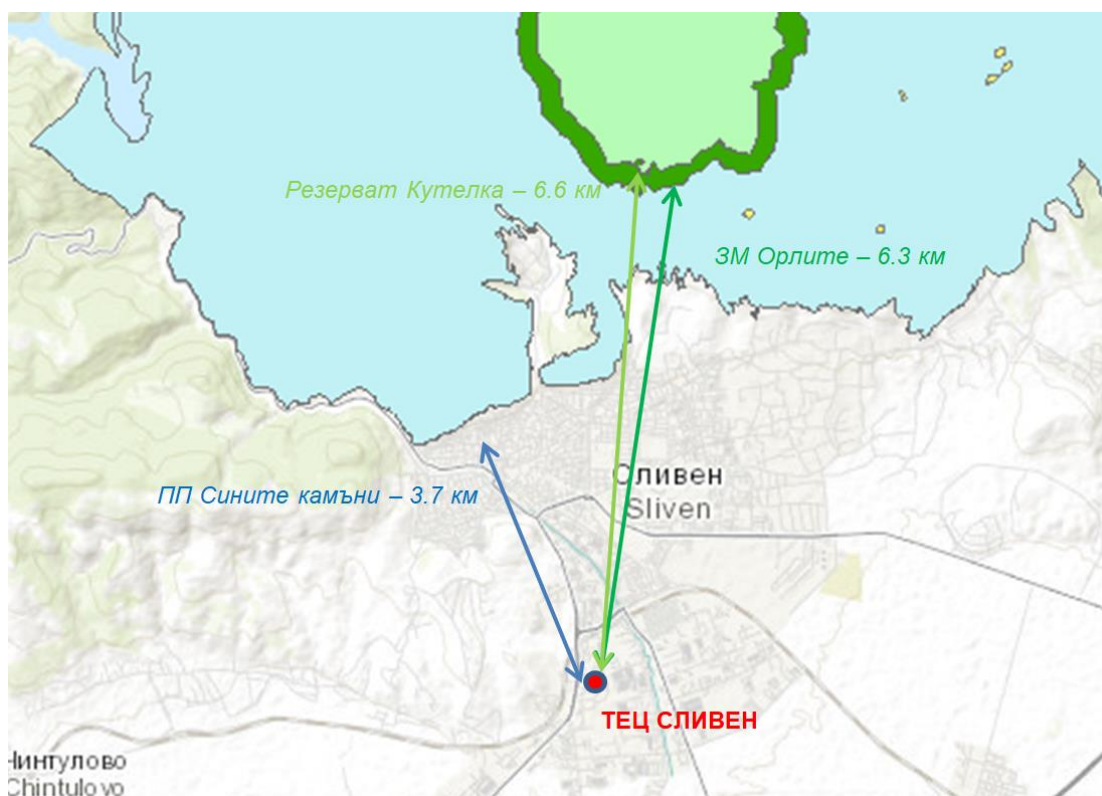 Резерват Кутелка – 6.6 км
ЗМ Орлите – 6.3 км
Сливен
Sliven
ПП Сините камъни – 3.7 км
ТЕЦ СЛИВЕН
Чинтулово
Chintulovo